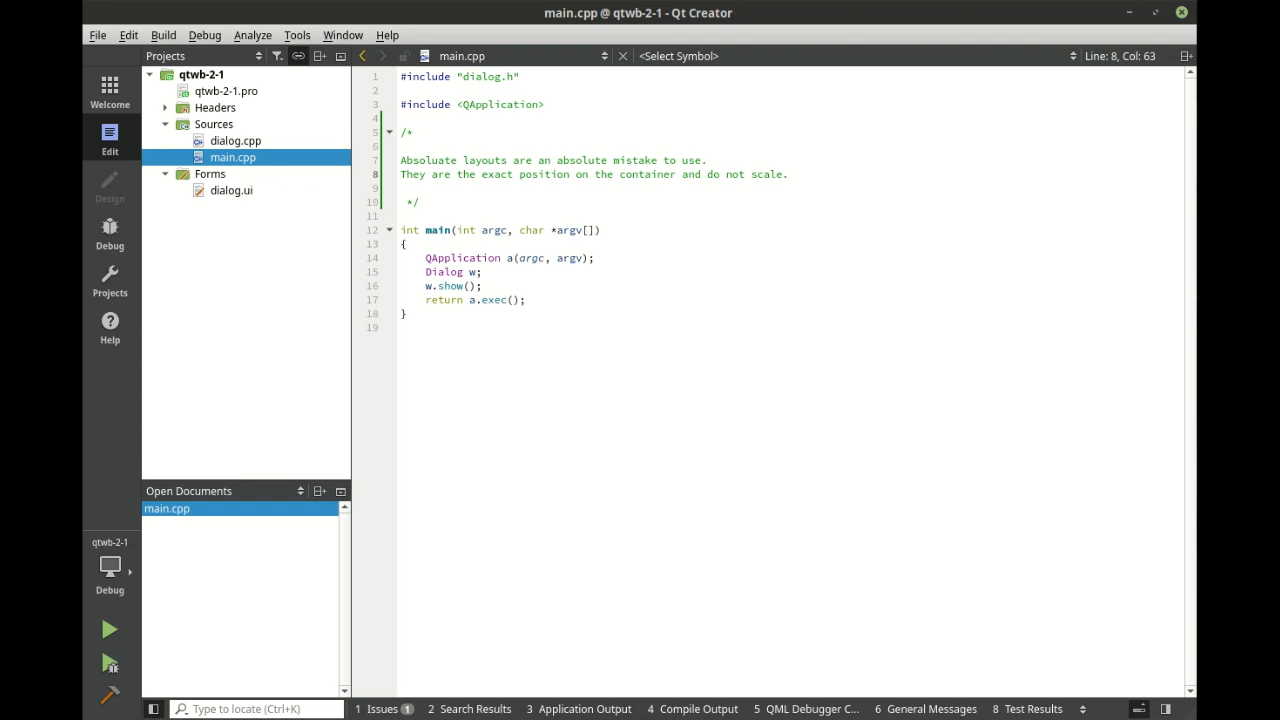 main.cpp @ qtwb-2-1 - Qt Creator
File Edit Build Debug Analyze Tools Window Help
Projects main.cpp <Select Symbol> Line: 8, Col: 63
Welcome
Edit
Design
Debug
Projects
Help
qtwb-2-1
Debug
qtwb-2-1
qtwb-2-1.pro
Headers
Sources
dialog.cpp
main.cpp
Forms
dialog.ui
Open Documents
main.cpp
1 #include "dialog.h"
2
3 #include <QApplication>
4
5 /*
6
7 Absoluate layouts are an absolute mistake to use.
8 They are the exact position on the container and do not scale.
9
10 */
11
12 int main(int argc, char *argv[])
13 {
14 QApplication a(argc, argv);
15 Dialog w;
16 w.show();
17 return a.exec();
18 }
19
Type to locate (Ctrl+K) 1 Issues 1 2 Search Results 3 Application Output 4 Compile Output 5 QML Debugger C... 6 General Messages 8 Test Results